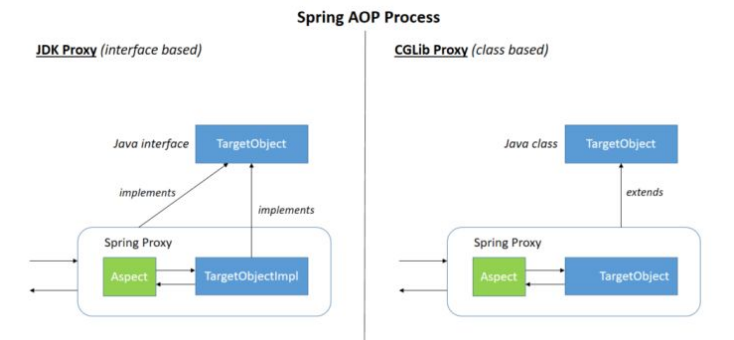 Spring AOP Process
JDK Proxy (interface based)
Java interface
TargetObject
implements
implements
Spring Proxy
Aspect
TargetObjectImpl
CGLib Proxy (class based)
Java class
TargetObject
extends
Spring Proxy
Aspect
TargetObject